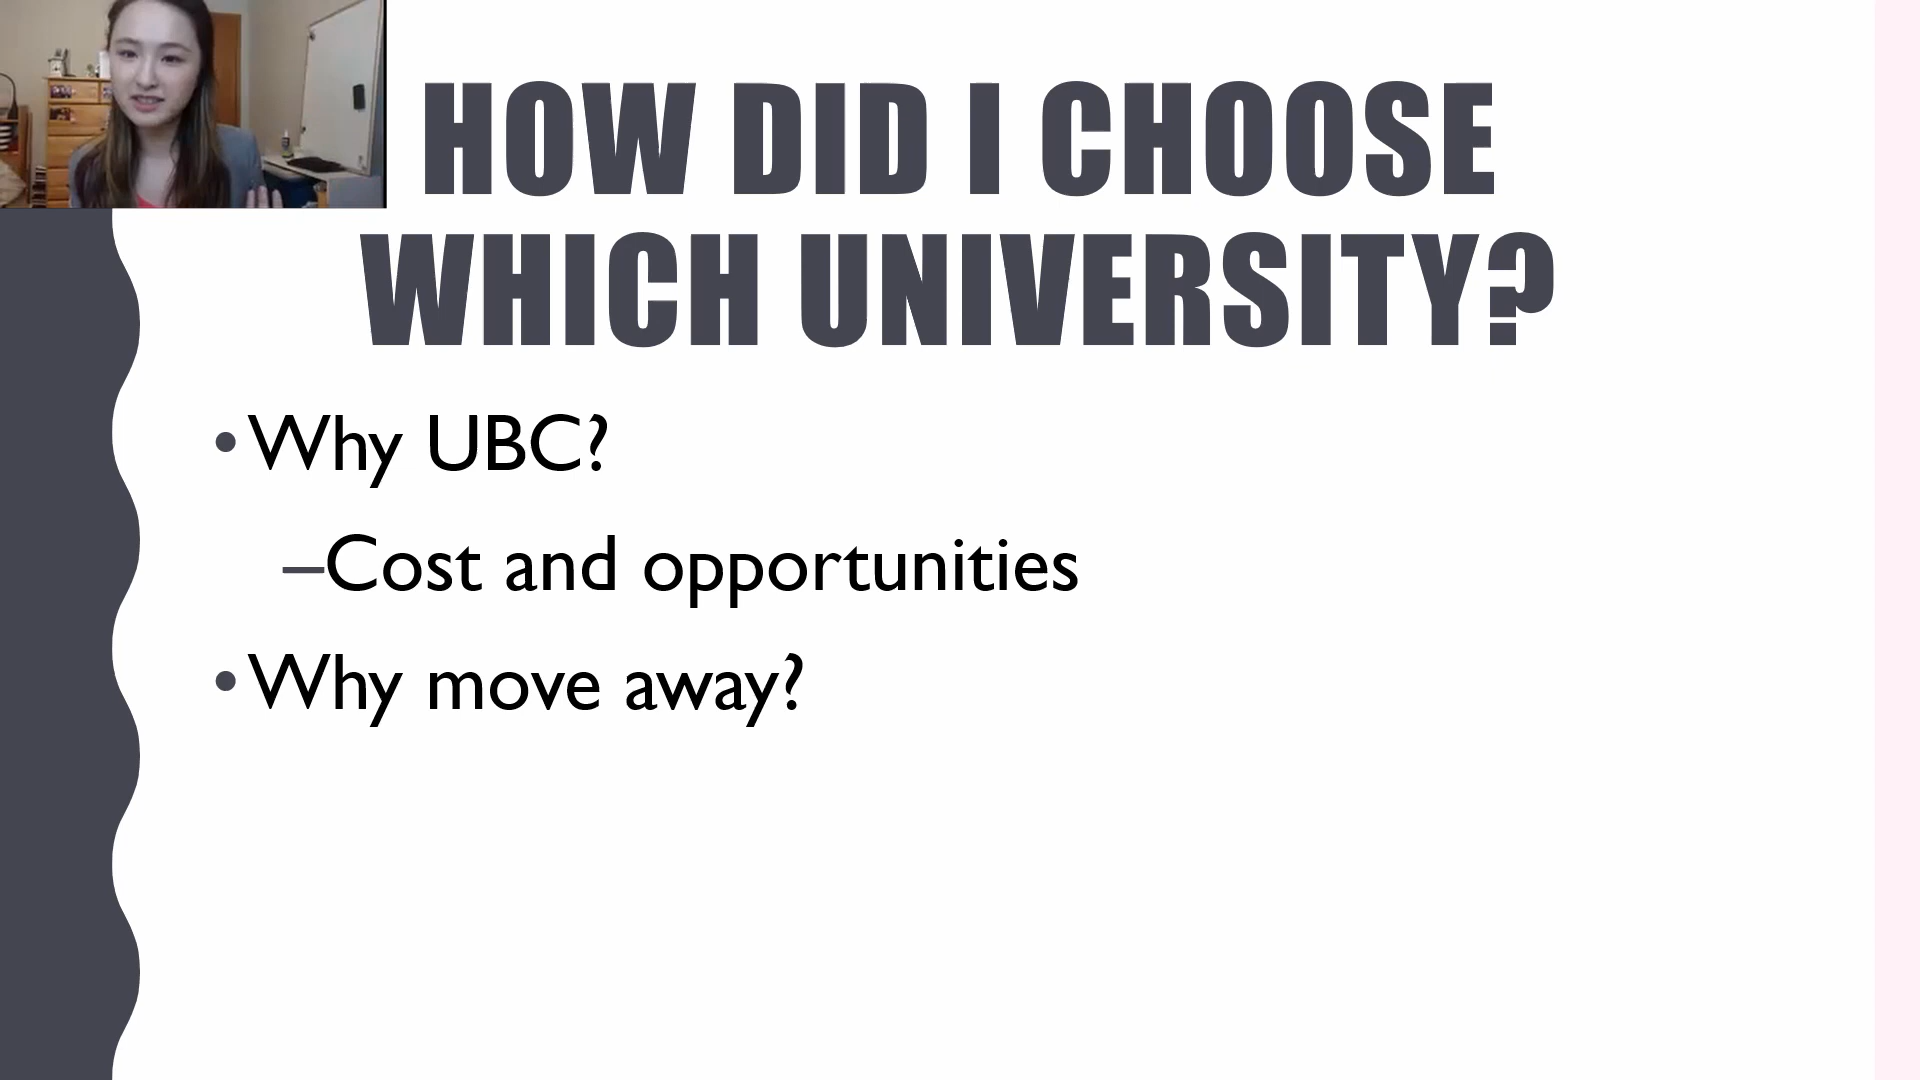 HOW DID I CHOOSE
WHICH UNIVERSITY?
•Why UBC?
–Cost and opportunities
•Why move away?